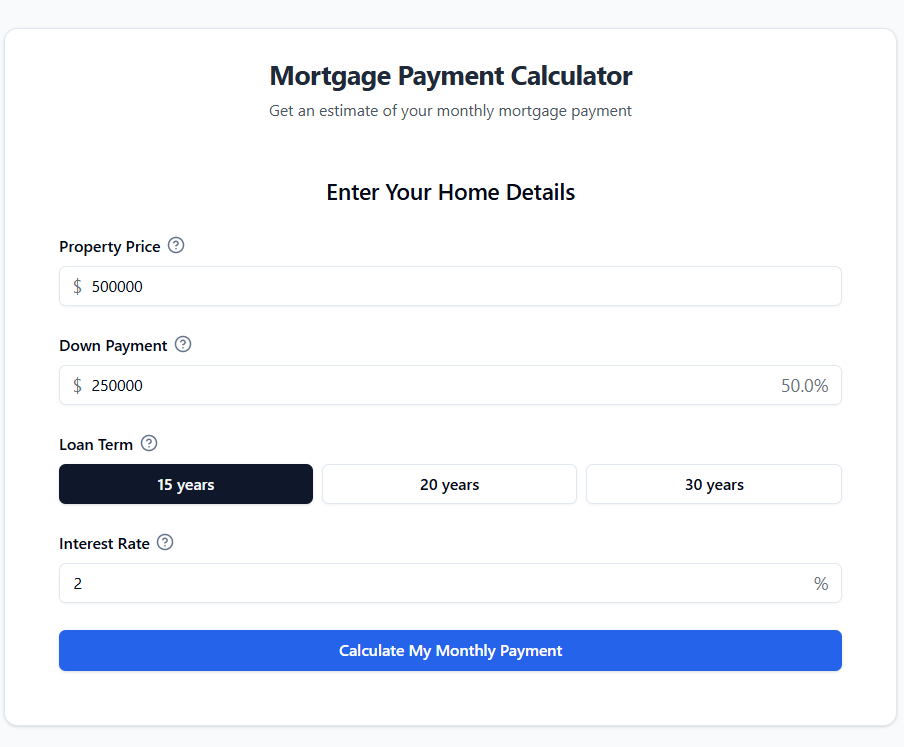 Mortgage Payment Calculator
Get an estimate of your monthly mortgage payment
Enter Your Home Details
Property Price ?
$ 500000
Down Payment ?
$ 250000 50.0%
Loan Term ?
15 years 20 years 30 years
Interest Rate ?
2 %
Calculate My Monthly Payment